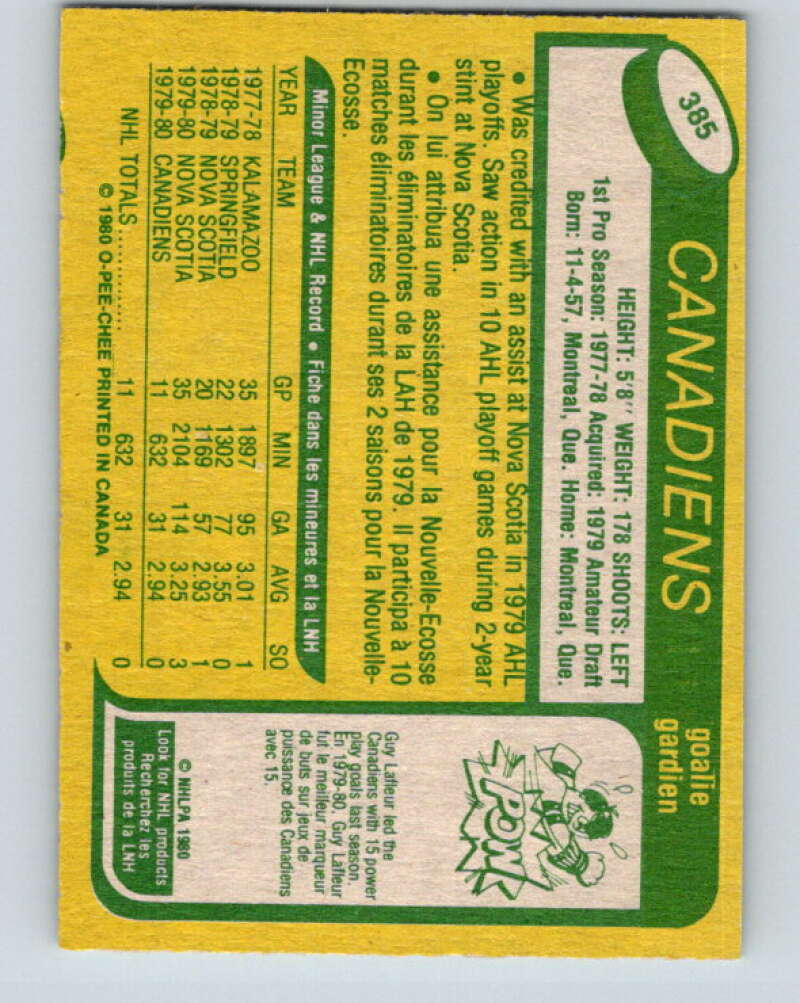 385
CANADIENS
goalie
gardien
HEIGHT: 5'8" WEIGHT: 178 SHOOTS: LEFT
1st Pro Season: 1977-78 Acquired: 1979 Amateur Draft
Born: 11-4-57, Montreal, Que. Home: Montreal, Que.
• Was credited with an assist at Nova Scotia in 1979 AHL
playoffs. Saw action in 10 AHL playoff games during 2-year
stint at Nova Scotia.
• On lui attribua une assistance pour la Nouvelle-Ecosse
durant les éliminatoires de la LAH de 1979. Il participa à 10
matches éliminatoires durant ses 2 saisons pour la Nouvelle-
Ecosse.
Minor League & NHL Record • Fiche dans les mineures et la LNH
YEAR TEAM GP MIN GA AVG SO
1977-78 KALAMAZOO 35 1897 95 3.01 1
1978-79 SPRINGFIELD 22 1302 77 3.55 0
1978-79 NOVA SCOTIA 20 1169 57 2.93 1
1979-80 NOVA SCOTIA 35 2104 114 3.25 3
1979-80 CANADIENS 11 632 31 2.94 0
NHL TOTALS .............. 11 632 31 2.94 0
© 1980 O-PEE-CHEE PRINTED IN CANADA
POW!
Guy Lafleur led the
Canadiens with 15 power
play goals last season.
En 1979-80, Guy Lafleur
fut le meilleur marqueur
de buts sur jeux de
puissance des Canadiens
avec 15.
© NHLPA 1980
Look for NHL products
Recherchez les
produits de la LNH